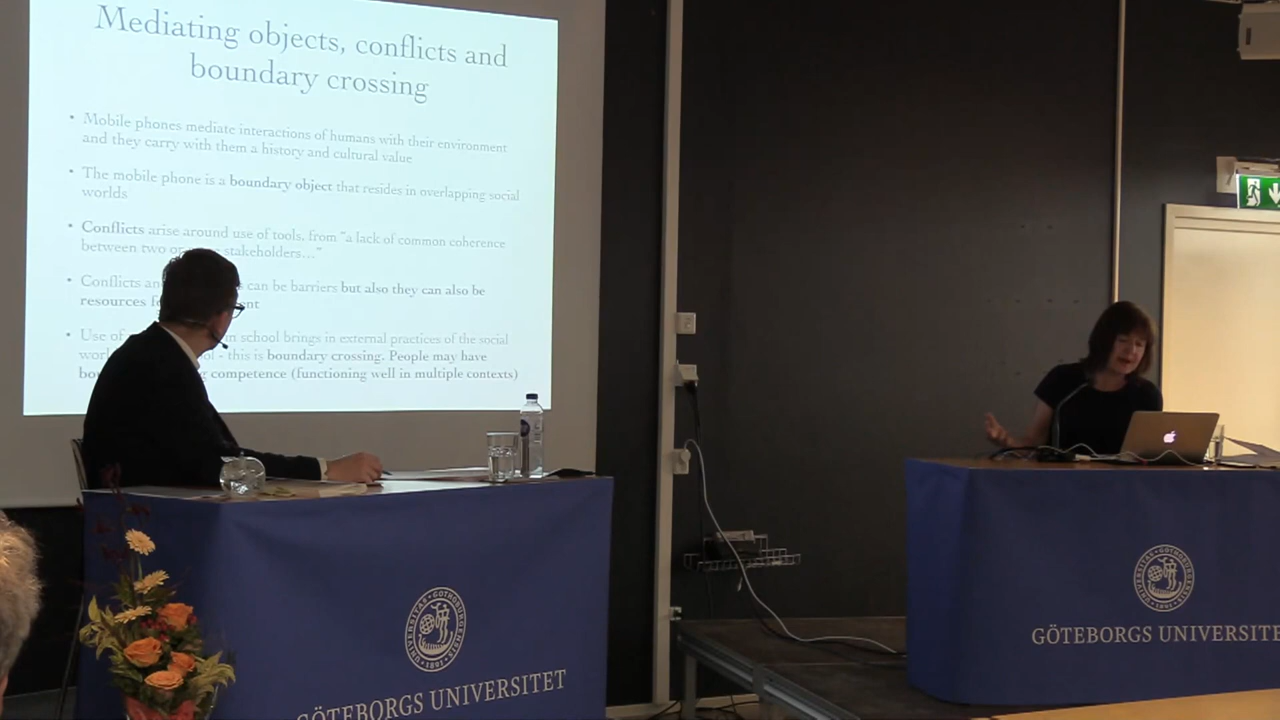 Mediating objects, conflicts and
boundary crossing
• Mobile phones mediate interactions of humans with their environment
and they carry with them a history and cultural value
• The mobile phone is a boundary object that resides in overlapping social
worlds
• Conflicts arise around use of tools, from "a lack of common coherence
between two or stakeholders..."
• Conflicts can be barriers but also they can also be
resources
• Use of in school brings in external practices of the social
- this is boundary crossing. People may have
competence (functioning well in multiple contexts)
GÖTEBORGS UNIVERSITET
GÖTEBORGS UNIVERSITE